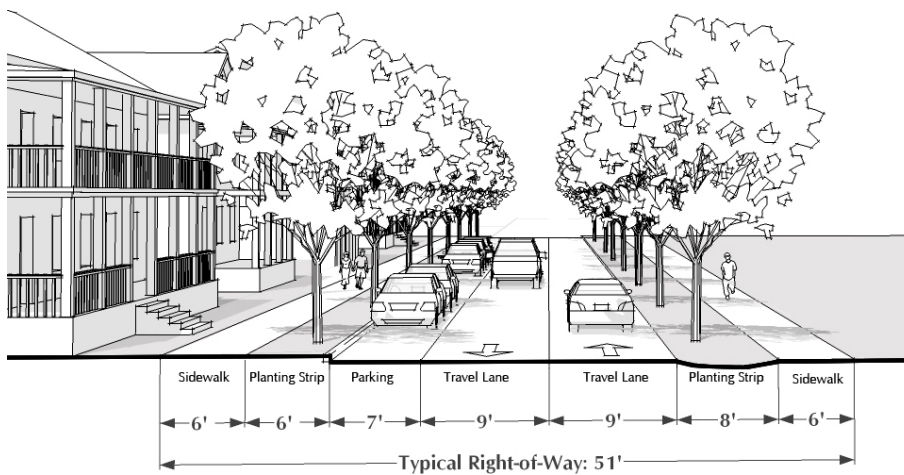 Sidewalk Planting Strip Parking Travel Lane Travel Lane Planting Strip Sidewalk
6' 6' 7' 9' 9' 8' 6'
Typical Right-of-Way: 51'